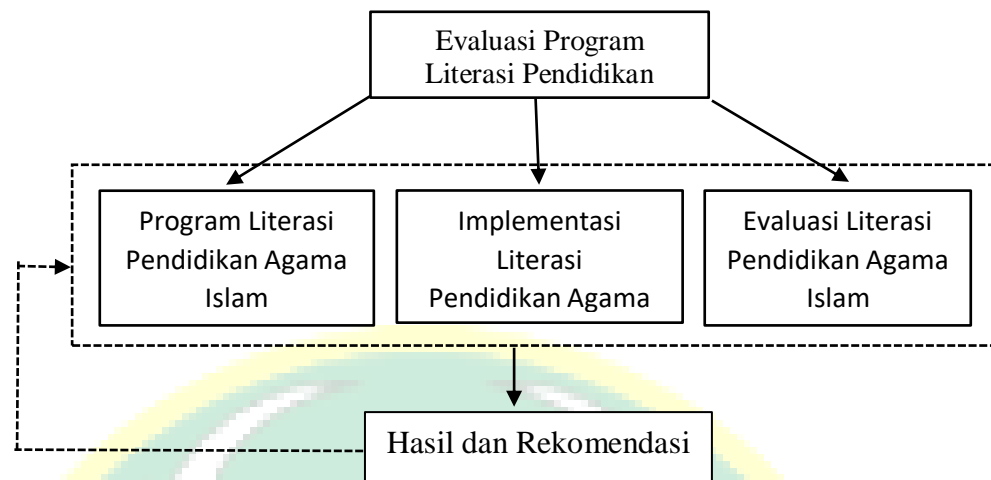 Evaluasi Program
Literasi Pendidikan
Program Literasi
Pendidikan Agama
Islam
Implementasi
Literasi
Pendidikan Agama
Evaluasi Literasi
Pendidikan Agama
Islam
Hasil dan Rekomendasi